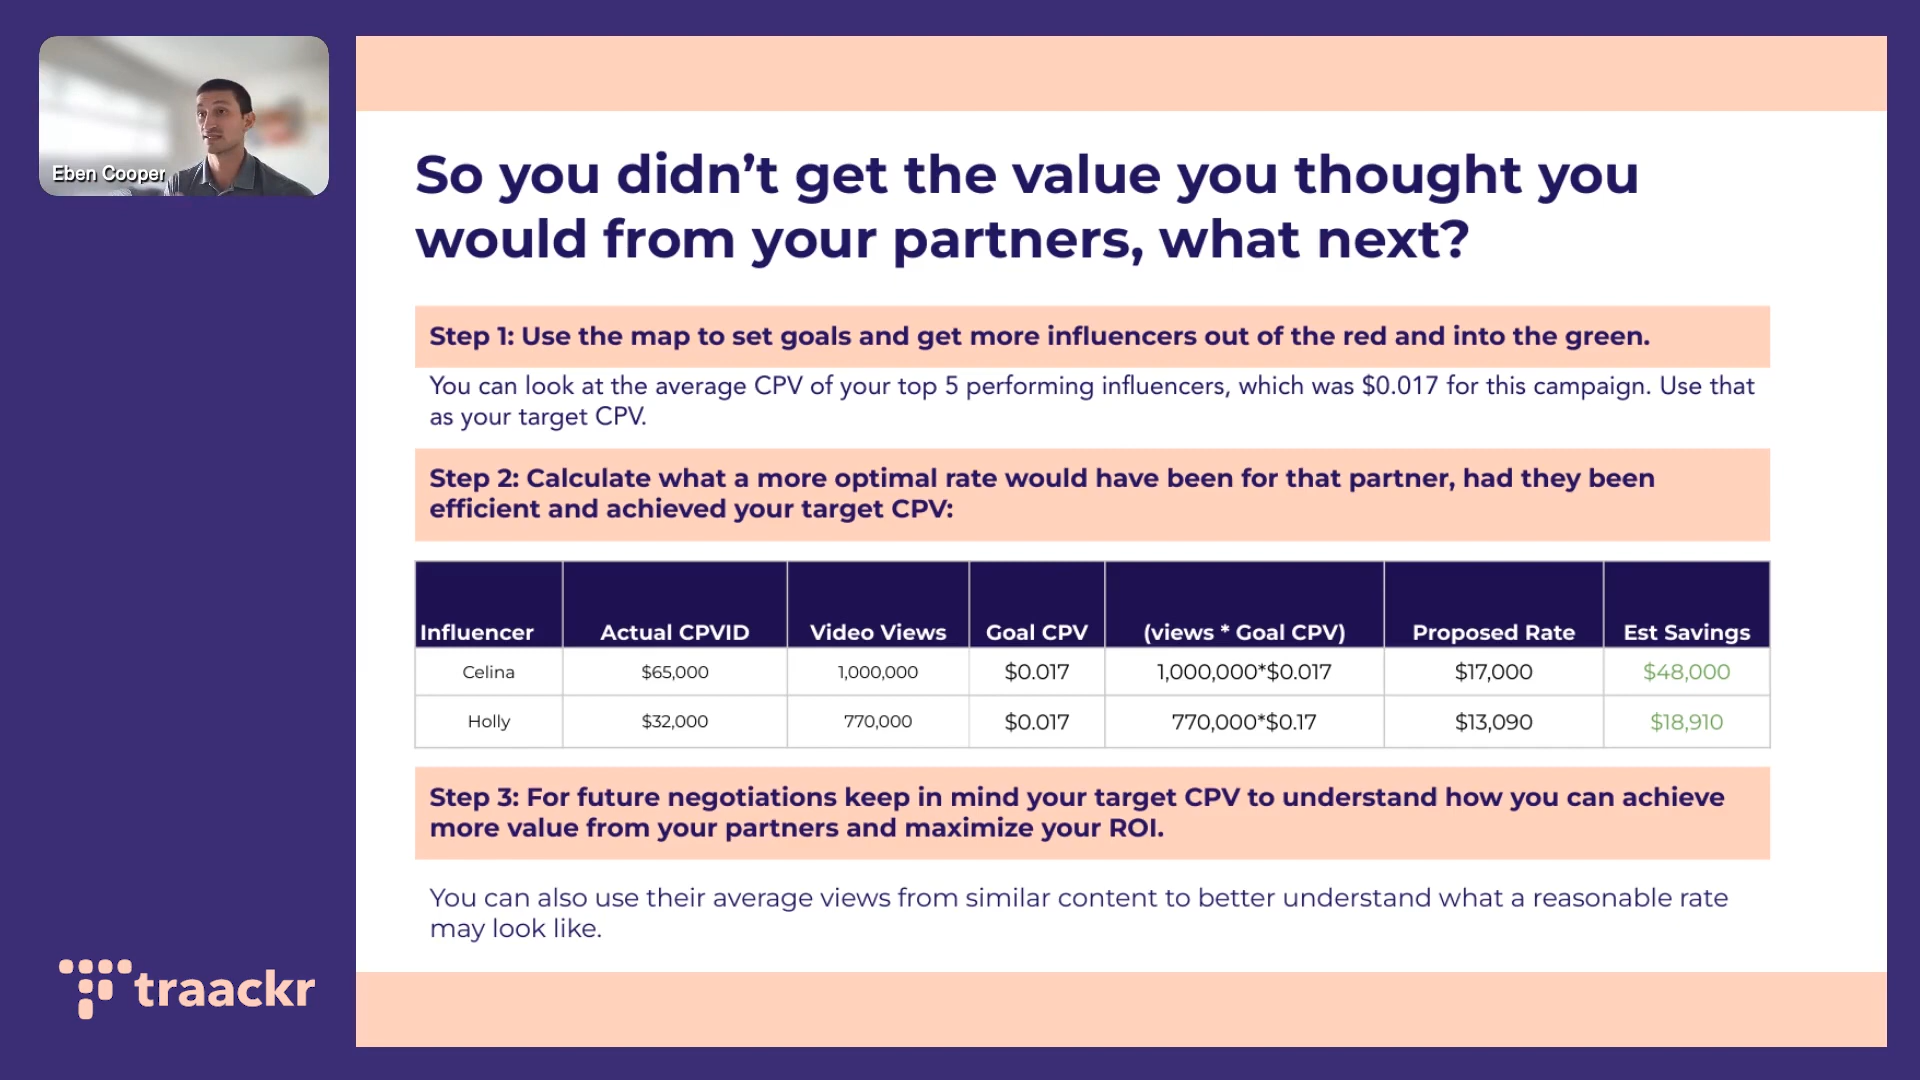 Eben Cooper
So you didn’t get the value you thought you
would from your partners, what next?
Step 1: Use the map to set goals and get more influencers out of the red and into the green.
You can look at the average CPV of your top 5 performing influencers, which was $0.017 for this campaign. Use that
as your target CPV.
Step 2: Calculate what a more optimal rate would have been for that partner, had they been
efficient and achieved your target CPV:
Influencer Actual CPVID Video Views Goal CPV (views * Goal CPV) Proposed Rate Est Savings
Celina $65,000 1,000,000 $0.017 1,000,000*$0.017 $17,000 $48,000
Holly $32,000 770,000 $0.017 770,000*$0.17 $13,090 $18,910
Step 3: For future negotiations keep in mind your target CPV to understand how you can achieve
more value from your partners and maximize your ROI.
You can also use their average views from similar content to better understand what a reasonable rate
may look like.
traackr